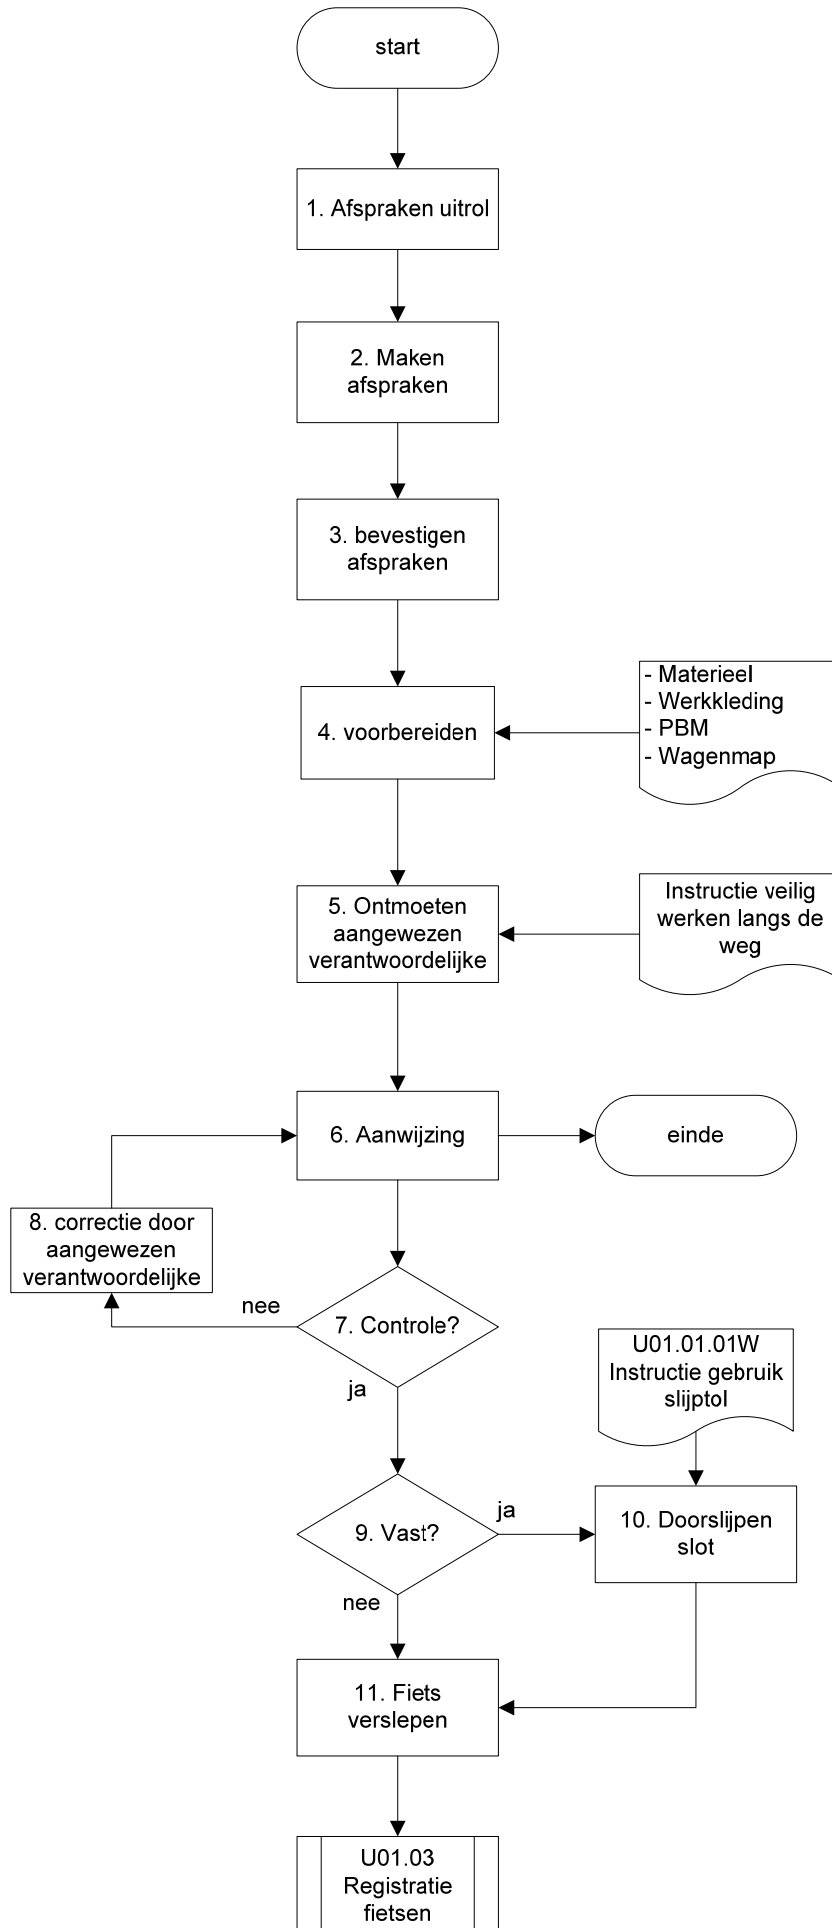 start
1. Afspraken uitrol
2. Maken
afspraken
3. bevestigen
afspraken
4. voorbereiden
- Materieel
- Werkkleding
- PBM
- Wagenmap
5. Ontmoeten
aangewezen
verantwoordelijke
Instructie veilig
werken langs de
weg
6. Aanwijzing
einde
8. correctie door
aangewezen
verantwoordelijke
nee
7. Controle?
ja
U01.01.01W
Instructie gebruik
slijptol
9. Vast?
ja
10. Doorslijpen
slot
nee
11. Fiets
verslepen
U01.03
Registratie
fietsen